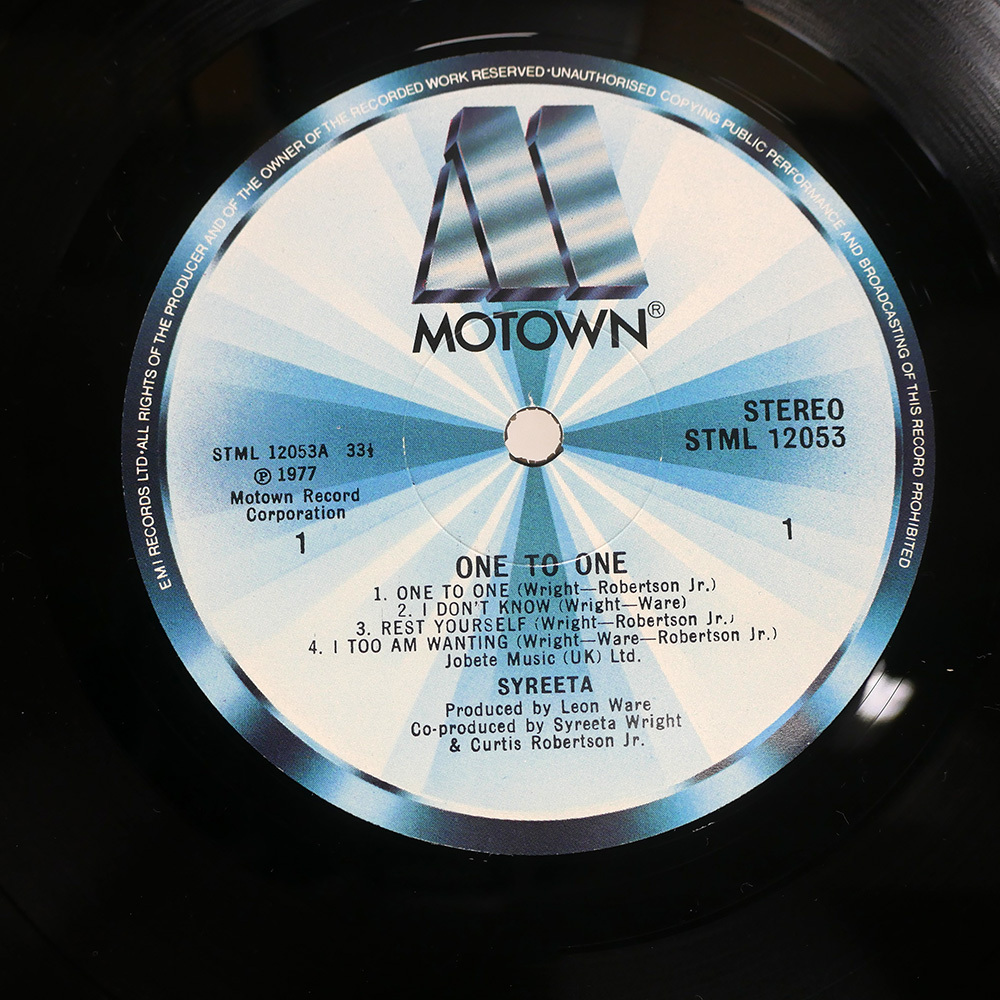 EMI RECORDS LTD·ALL RIGHTS OF THE PRODUCER AND OF THE OWNER OF THE RECORDED WORK RESERVED·UNAUTHORISED COPYING PUBLIC PERFORMANCE AND BROADCASTING OF THIS RECORD PROHIBITED
MOTOWN®
STEREO
STML 12053
STML 12053A 33⅓
℗ 1977
Motown Record
Corporation
1
1
ONE TO ONE
1. ONE TO ONE (Wright—Robertson Jr.)
2. I DON'T KNOW (Wright—Ware)
3. REST YOURSELF (Wright—Robertson Jr.)
4. I TOO AM WANTING (Wright—Ware—Robertson Jr.)
Jobete Music (UK) Ltd.
SYREETA
Produced by Leon Ware
Co-produced by Syreeta Wright
& Curtis Robertson Jr.